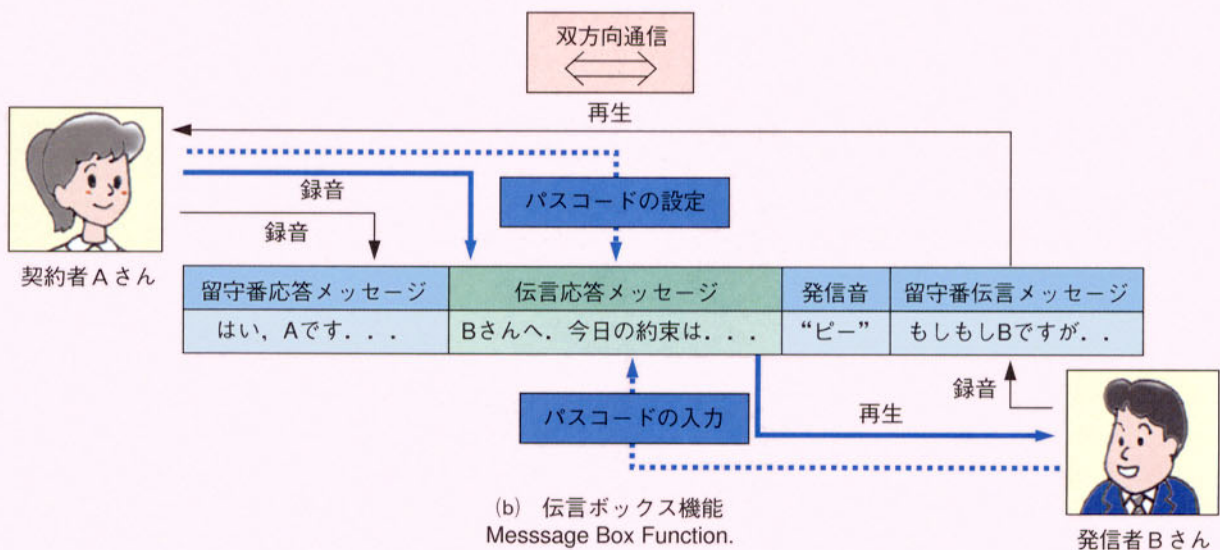 双方向通信
再生
録音
パスコードの設定
録音
契約者Aさん
留守番応答メッセージ 伝言応答メッセージ 発信音 留守番伝言メッセージ
はい，Aです．．． Bさんへ．今日の約束は．．． “ピー” もしもしBですが．．
録音
パスコードの入力
再生
(b) 伝言ボックス機能
Messsage Box Function.
発信者Bさん